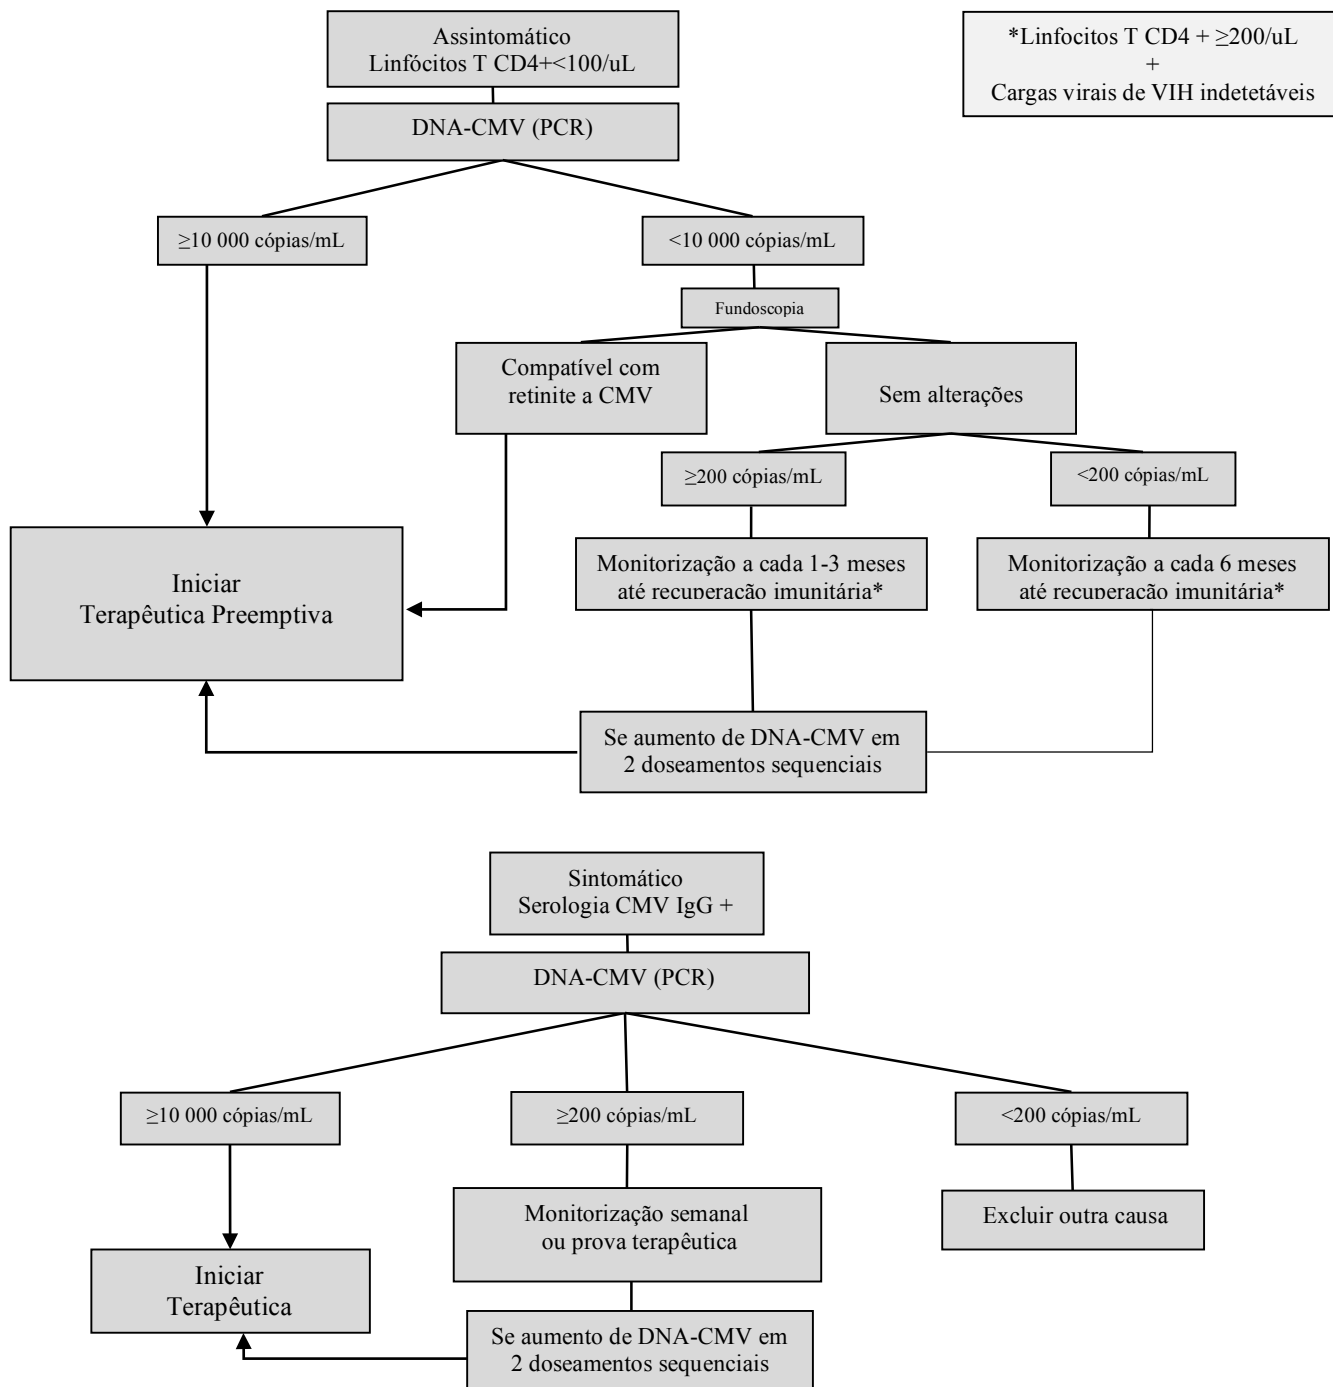 Assintomático
Linfócitos T CD4+<100/uL
*Linfocitos T CD4 + ≥200/uL
+
Cargas virais de VIH indetetáveis
DNA-CMV (PCR)
≥10 000 cópias/mL
<10 000 cópias/mL
Fundoscopia
Compatível com
retinite a CMV
Sem alterações
≥200 cópias/mL
<200 cópias/mL
Iniciar
Terapêutica Preemptiva
Monitorização a cada 1-3 meses
até recuperação imunitária*
Monitorização a cada 6 meses
até recuperação imunitária*
Se aumento de DNA-CMV em
2 doseamentos sequenciais
Sintomático
Serologia CMV IgG +
DNA-CMV (PCR)
≥10 000 cópias/mL
≥200 cópias/mL
<200 cópias/mL
Monitorização semanal
ou prova terapêutica
Excluir outra causa
Iniciar
Terapêutica
Se aumento de DNA-CMV em
2 doseamentos sequenciais